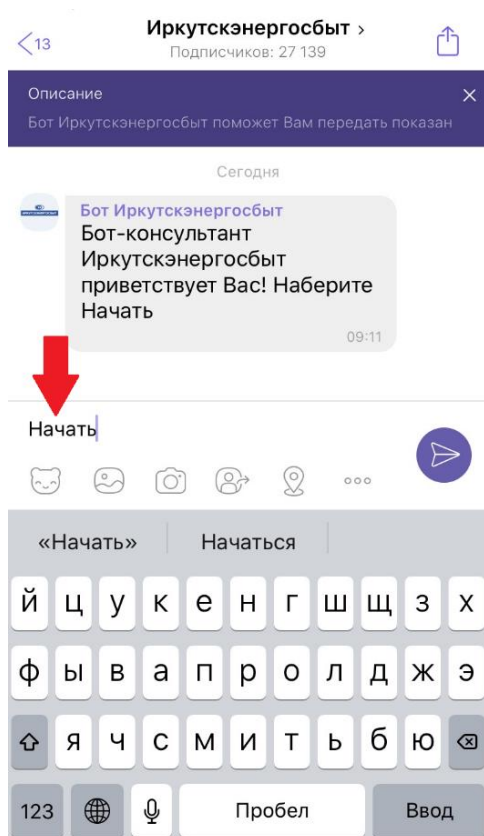 13
Иркутскэнергосбыт
Подписчиков: 27 139
Описание
Бот Иркутскэнергосбыт поможет Вам передать показан
Сегодня
Бот Иркутскэнергосбыт
Бот-консультант
Иркутскэнергосбыт
приветствует Вас! Наберите
Начать
09:11
Начать
«Начать» Начаться
й ц у к е н г ш щ з х
ф ы в а п р о л д ж э
я ч с м и т ь б ю
123 Пробел Ввод